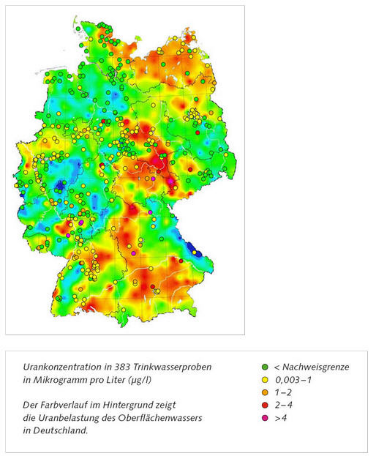 Urankonzentration in 383 Trinkwasserproben
in Mikrogramm pro Liter (µg/l)
Der Farbverlauf im Hintergrund zeigt
die Uranbelastung des Oberflächenwassers
in Deutschland.
< Nachweisgrenze
0,003–1
1–2
2–4
>4